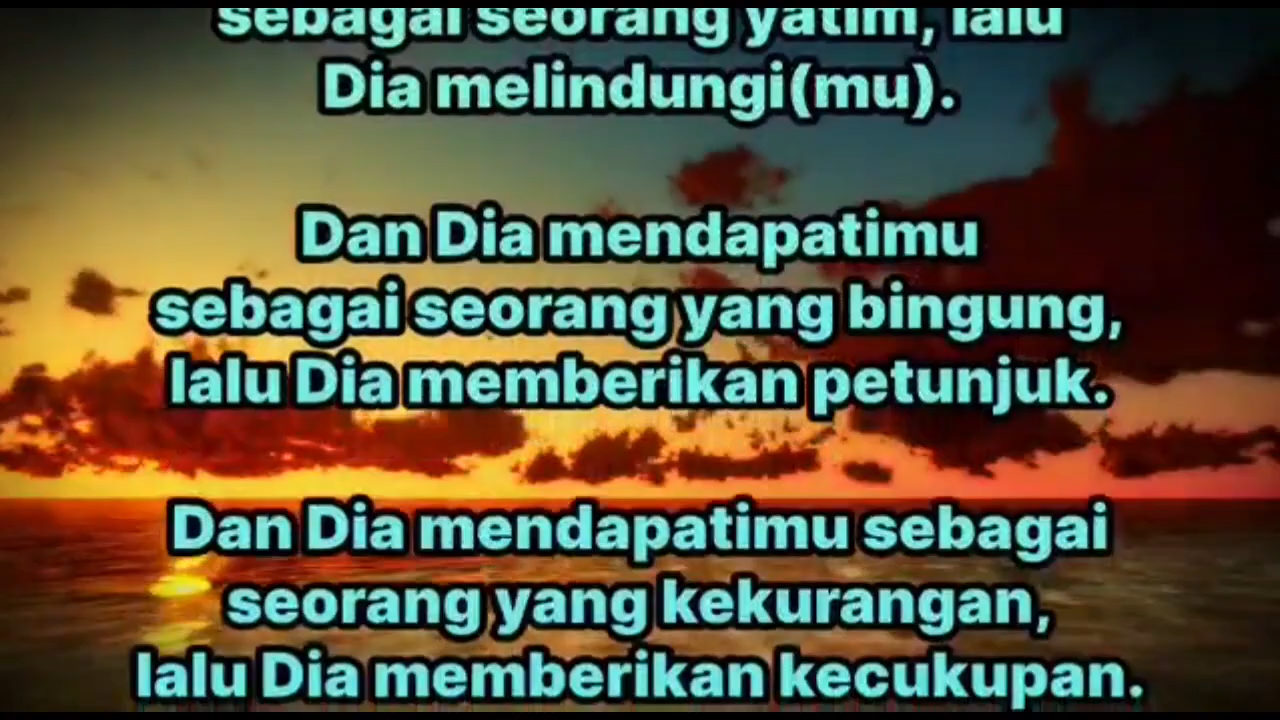 sebagai seorang yatim, lalu
Dia melindungi(mu).
Dan Dia mendapatimu
sebagai seorang yang bingung,
lalu Dia memberikan petunjuk.
Dan Dia mendapatimu sebagai
seorang yang kekurangan,
lalu Dia memberikan kecukupan.